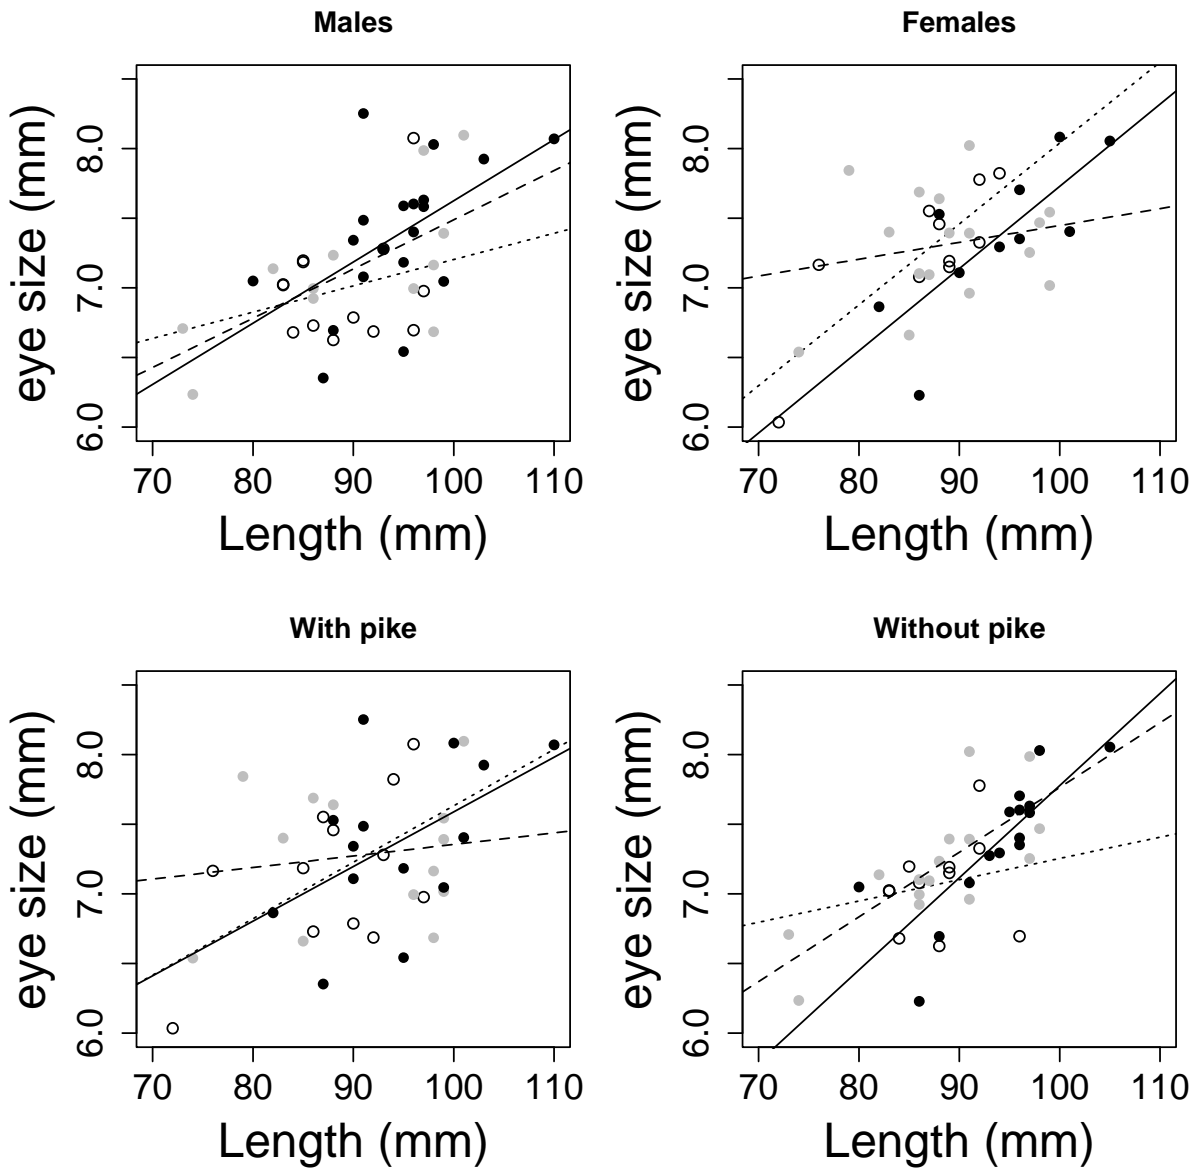 Males
eye size (mm)
8.0
7.0
6.0
70 80 90 100 110
Length (mm)
Females
eye size (mm)
8.0
7.0
6.0
70 80 90 100 110
Length (mm)
With pike
eye size (mm)
8.0
7.0
6.0
70 80 90 100 110
Length (mm)
Without pike
eye size (mm)
8.0
7.0
6.0
70 80 90 100 110
Length (mm)